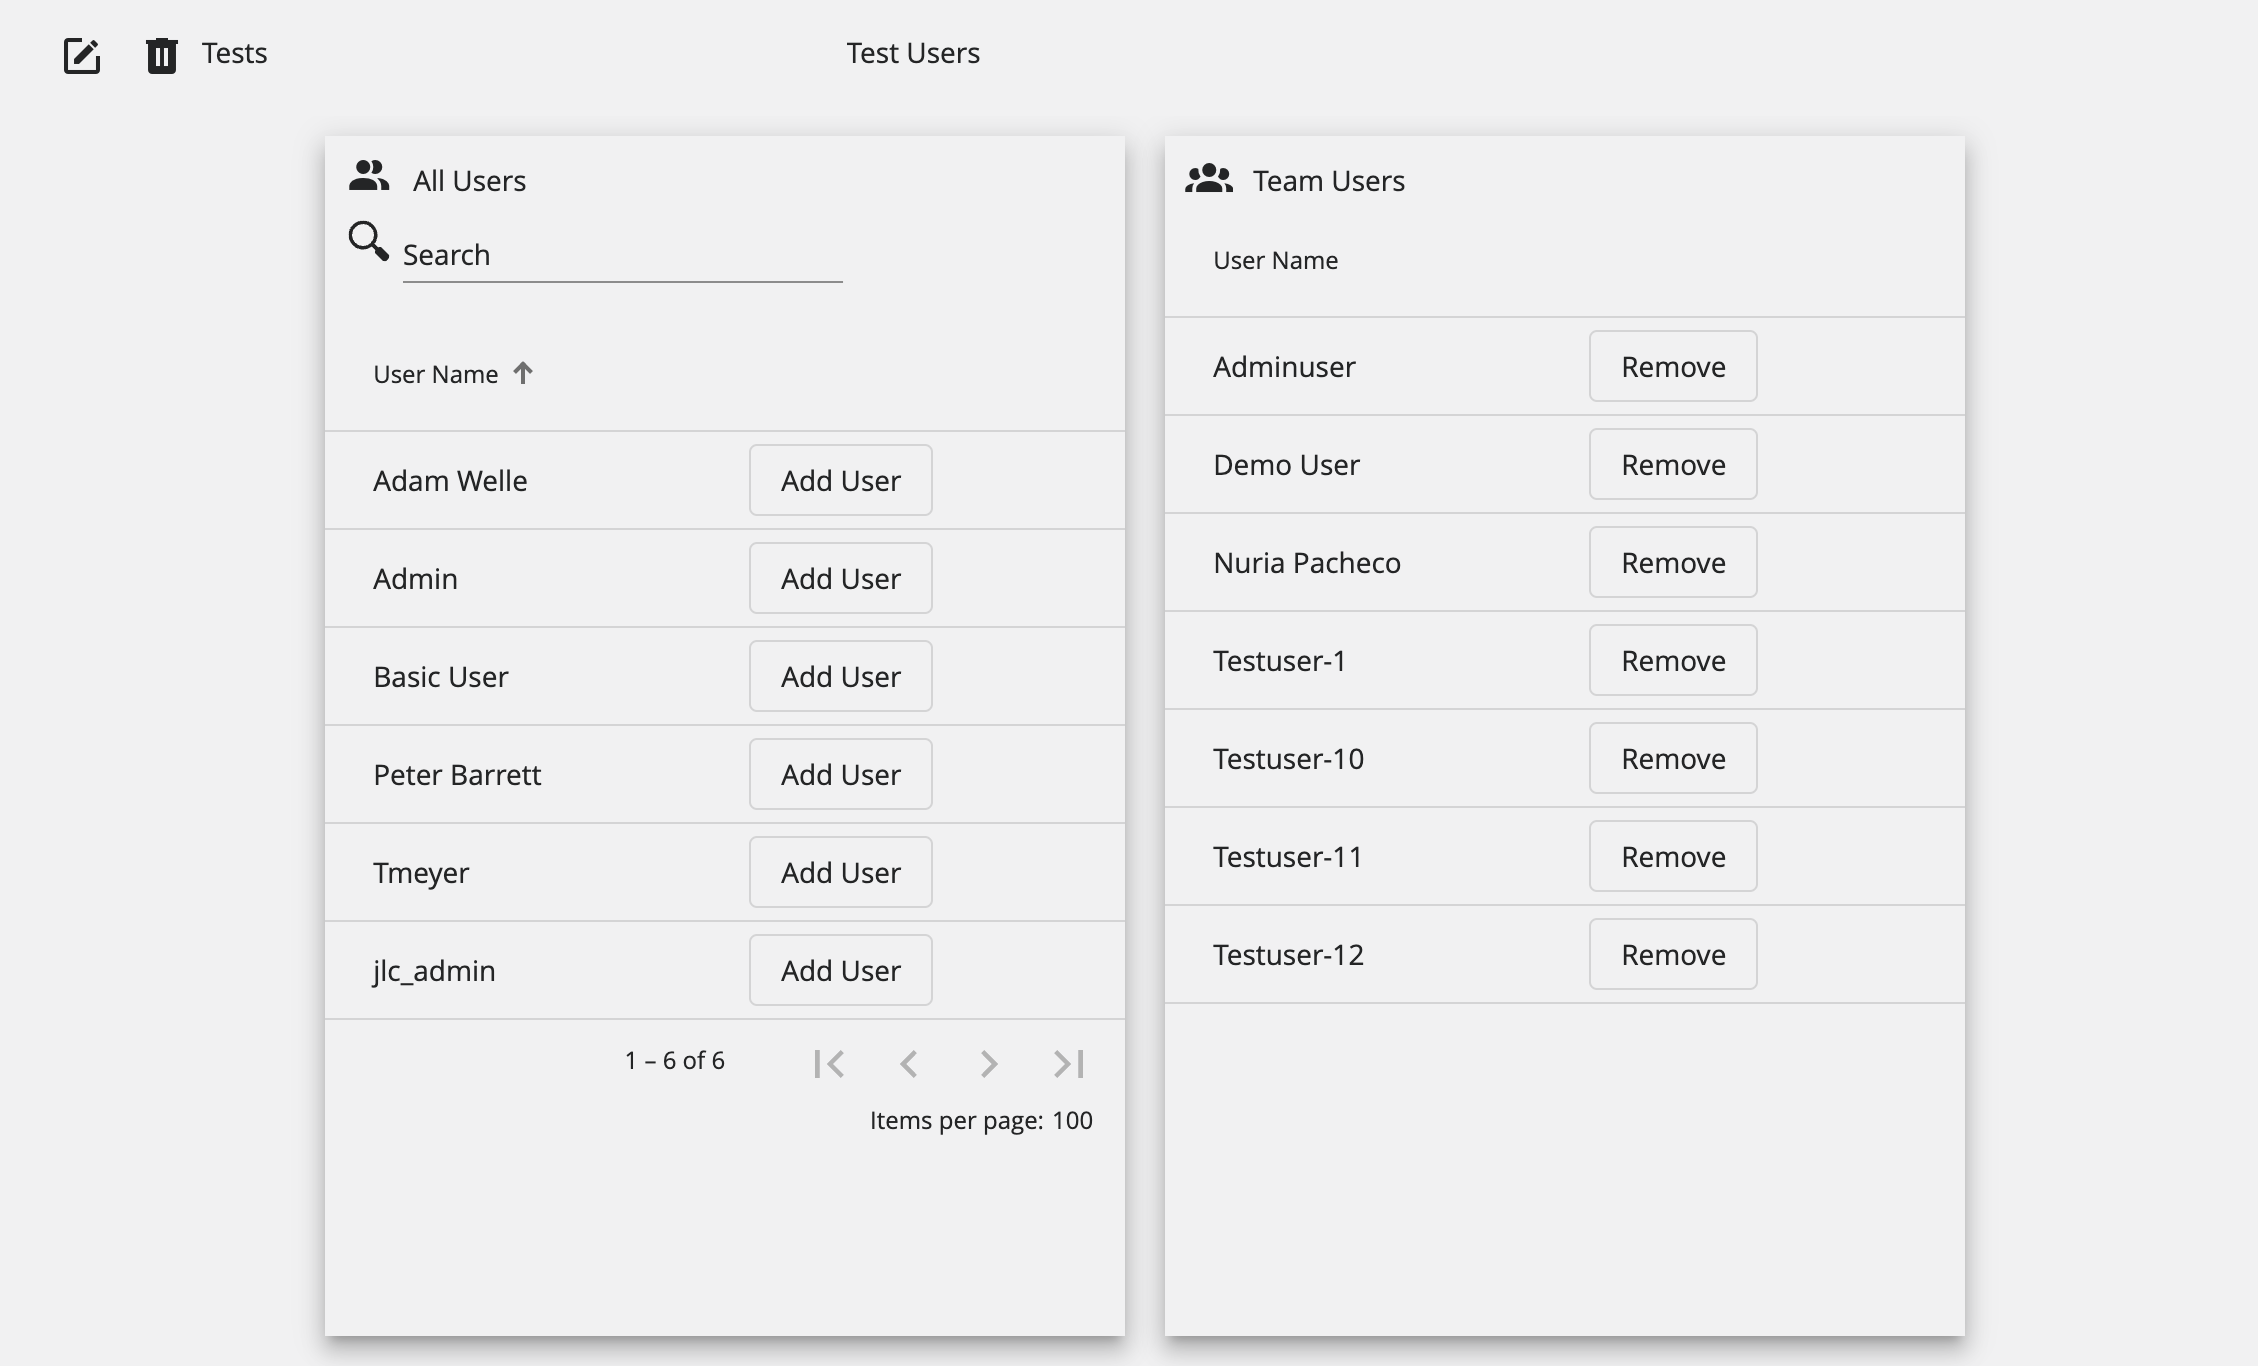 Tests
Test Users
All Users
Search
User Name
Adam Welle Add User
Admin Add User
Basic User Add User
Peter Barrett Add User
Tmeyer Add User
jlc_admin Add User
1 – 6 of 6
Items per page: 100
Team Users
User Name
Adminuser Remove
Demo User Remove
Nuria Pacheco Remove
Testuser-1 Remove
Testuser-10 Remove
Testuser-11 Remove
Testuser-12 Remove